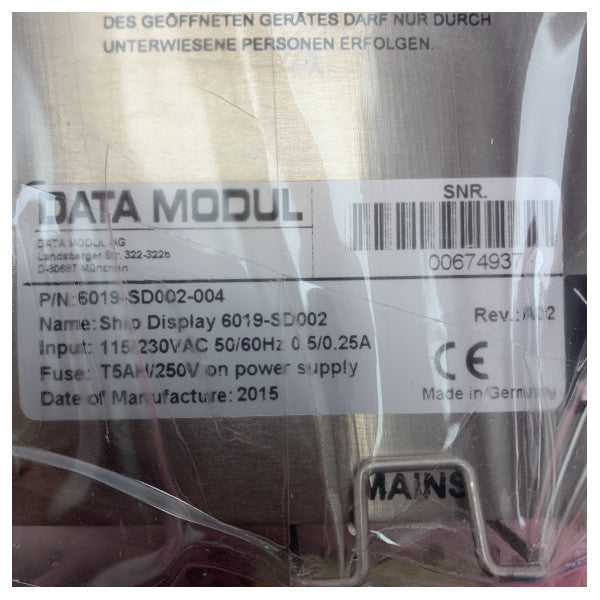 DES GEÖFFNETEN GERÄTES DARF NUR DURCH
UNTERWIESENE PERSONEN ERFOLGEN.
DATA MODUL
SNR.
DATA MODUL AG
Landsberger Str. 322-322b
D-80687 München
00674937
P/N: 6019-SD002-004
Name: Ship Display 6019-SD002
Rev.: A02
Input: 115/230VAC 50/60Hz 0.5/0.25A
CE
Fuse: T5AH/250V on power supply
Date of Manufacture: 2015
Made in Germany
MAINS